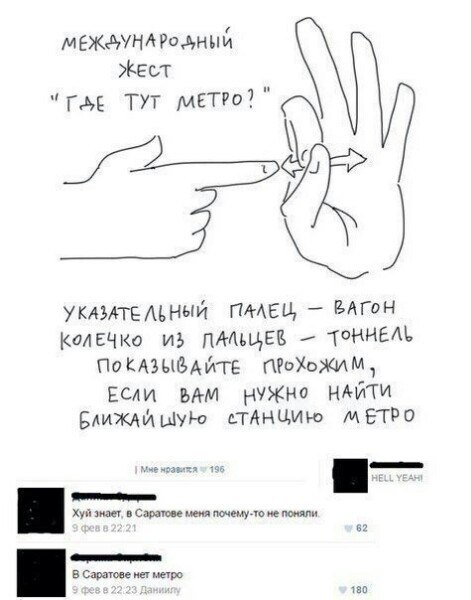 МЕЖДУНАРОДНЫЙ
ЖЕСТ
"ГДЕ ТУТ МЕТРО?"
УКАЗАТЕЛЬНЫЙ ПАЛЕЦ – ВАГОН
КОЛЕЧКО ИЗ ПАЛЬЦЕВ – ТОННЕЛЬ
ПОКАЗЫВАЙТЕ ПРОХОЖИМ,
ЕСЛИ ВАМ НУЖНО НАЙТИ
БЛИЖАЙШУЮ СТАНЦИЮ МЕТРО
| Мне нравится 196
HELL YEAH!
Хуй знает, в Саратове меня почему-то не поняли.
9 фев в 22:21
62
В Саратове нет метро
9 фев в 22:23 Даниилу
180